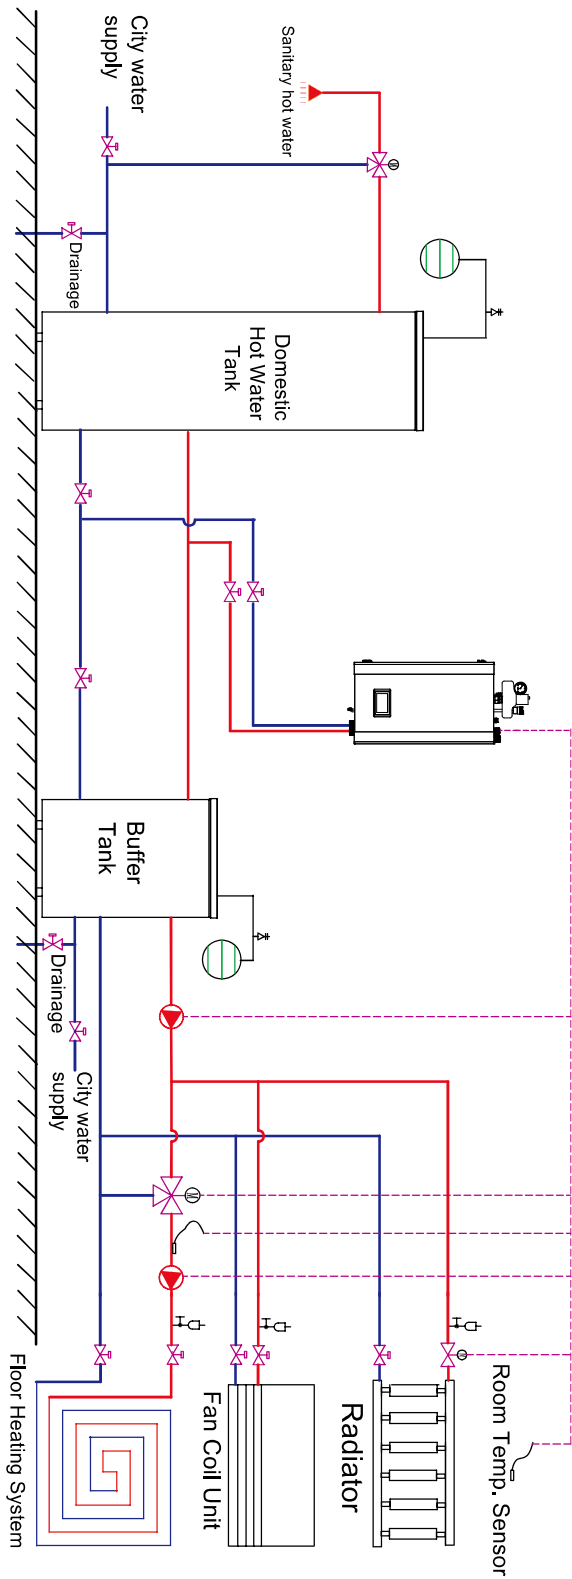 City water
supply
Sanitary hot water
Drainage
Domestic
Hot Water
Tank
Buffer
Tank
Drainage
City water
supply
Floor Heating System
Fan Coil Unit
Radiator
Room Temp. Sensor
M
M
M